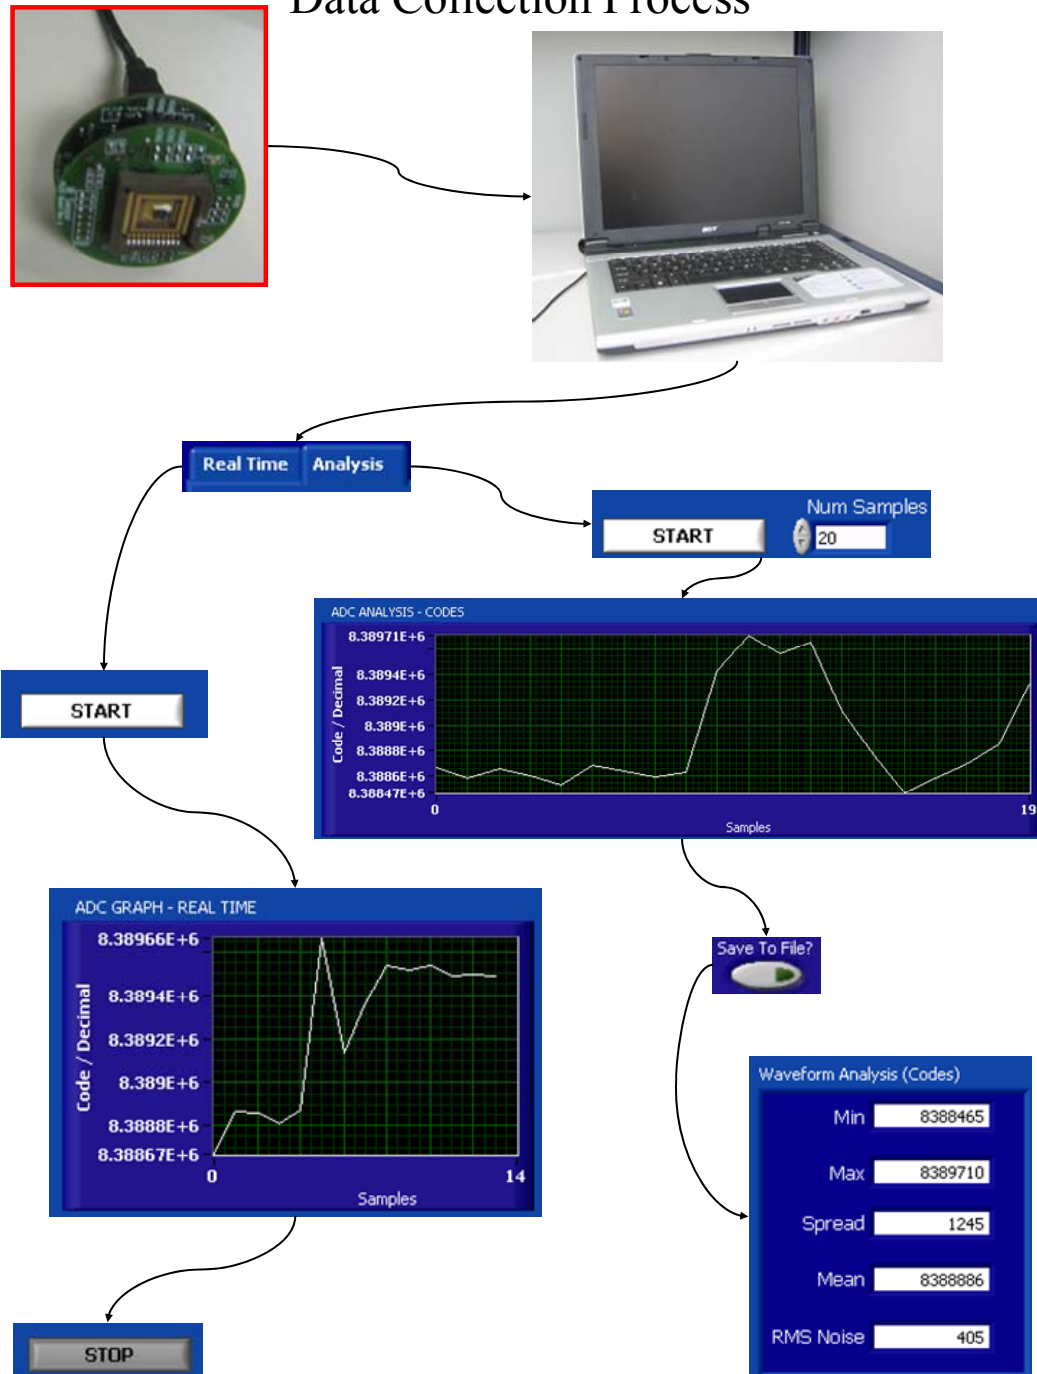 Data Collection Process
acer
Real Time Analysis
START
Num Samples
20
ADC ANALYSIS - CODES
8.38971E+6
8.3894E+6
8.3892E+6
8.389E+6
8.3888E+6
8.3886E+6
8.38847E+6
Code / Decimal
0
19
Samples
START
ADC GRAPH - REAL TIME
8.38966E+6
8.3894E+6
8.3892E+6
8.389E+6
8.3888E+6
8.38867E+6
Code / Decimal
0
14
Samples
Save To File?
Waveform Analysis (Codes)
Min 8388465
Max 8389710
Spread 1245
Mean 8388886
RMS Noise 405
STOP